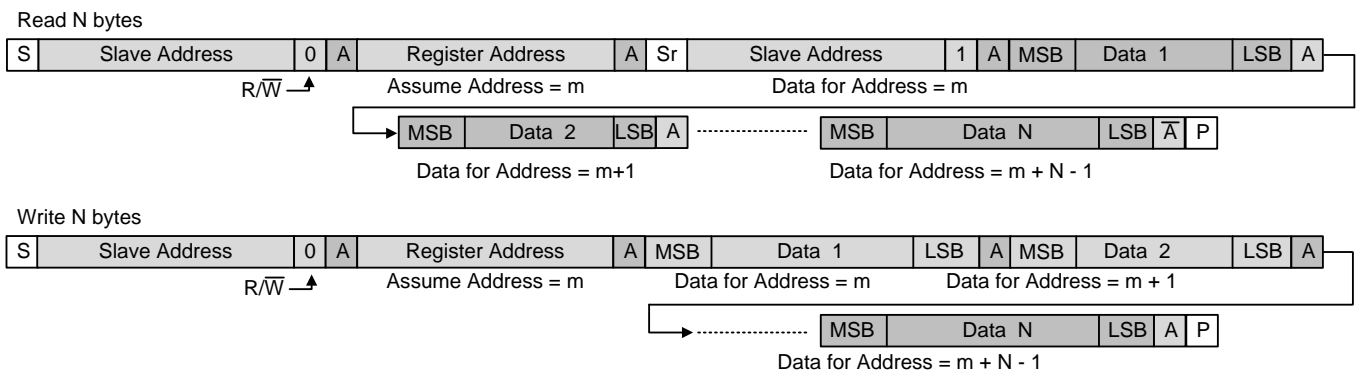 Read N bytes
S Slave Address 0 A Register Address A Sr Slave Address 1 A MSB Data 1 LSB A
R/W̅ Assume Address = m Data for Address = m
MSB Data 2 LSB A MSB Data N LSB A̅ P
Data for Address = m+1 Data for Address = m + N - 1
Write N bytes
S Slave Address 0 A Register Address A MSB Data 1 LSB A MSB Data 2 LSB A
R/W̅ Assume Address = m Data for Address = m Data for Address = m + 1
MSB Data N LSB A P
Data for Address = m + N - 1